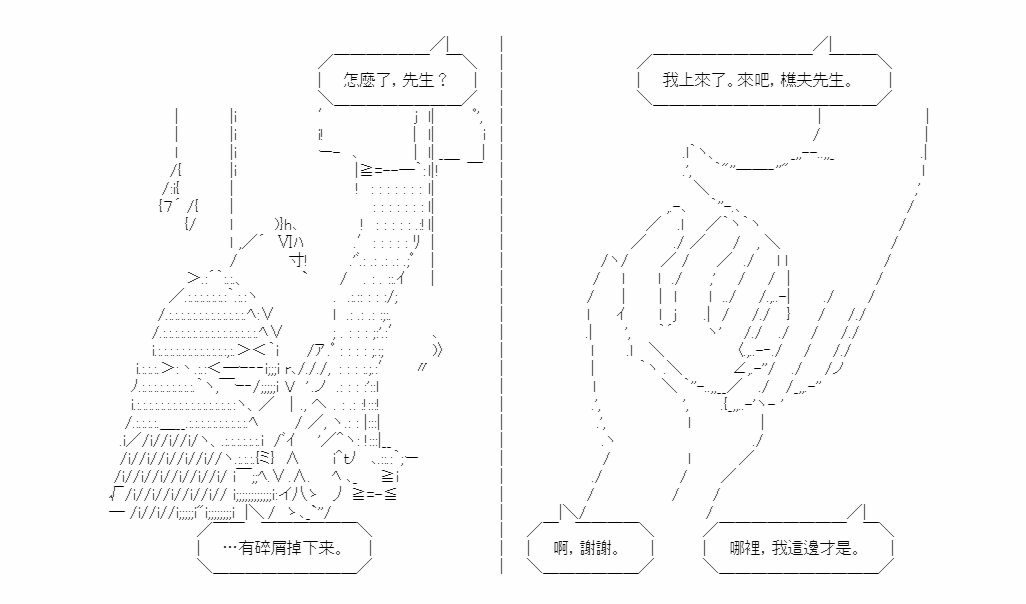 怎麼了，先生？
…有碎屑掉下来。
我上來了。來吧，樵夫先生。
啊，謝謝。
哪裡，我這邊才是。